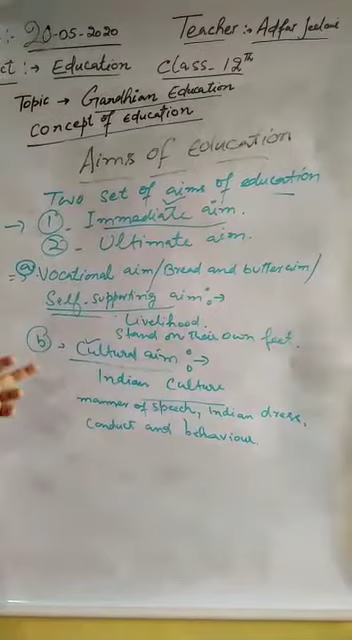 :- 20-05-2020 Teacher :- Adfar Jeelani
ct :→ Education Class - 12th
Topic → Gandhian Education
Concept of education
Aims of Education
Two set of aims of education
→ ① - Immediate aim.
② - Ultimate aim.
⇒ ⓐ. Vocational aim/Bread and butter aim/
Self-supporting aim :→
Livelihood.
Stand on their own feet.
ⓑ → Cultural aim :→
Indian Culture
manner of speech, Indian dress,
Conduct and behaviour.